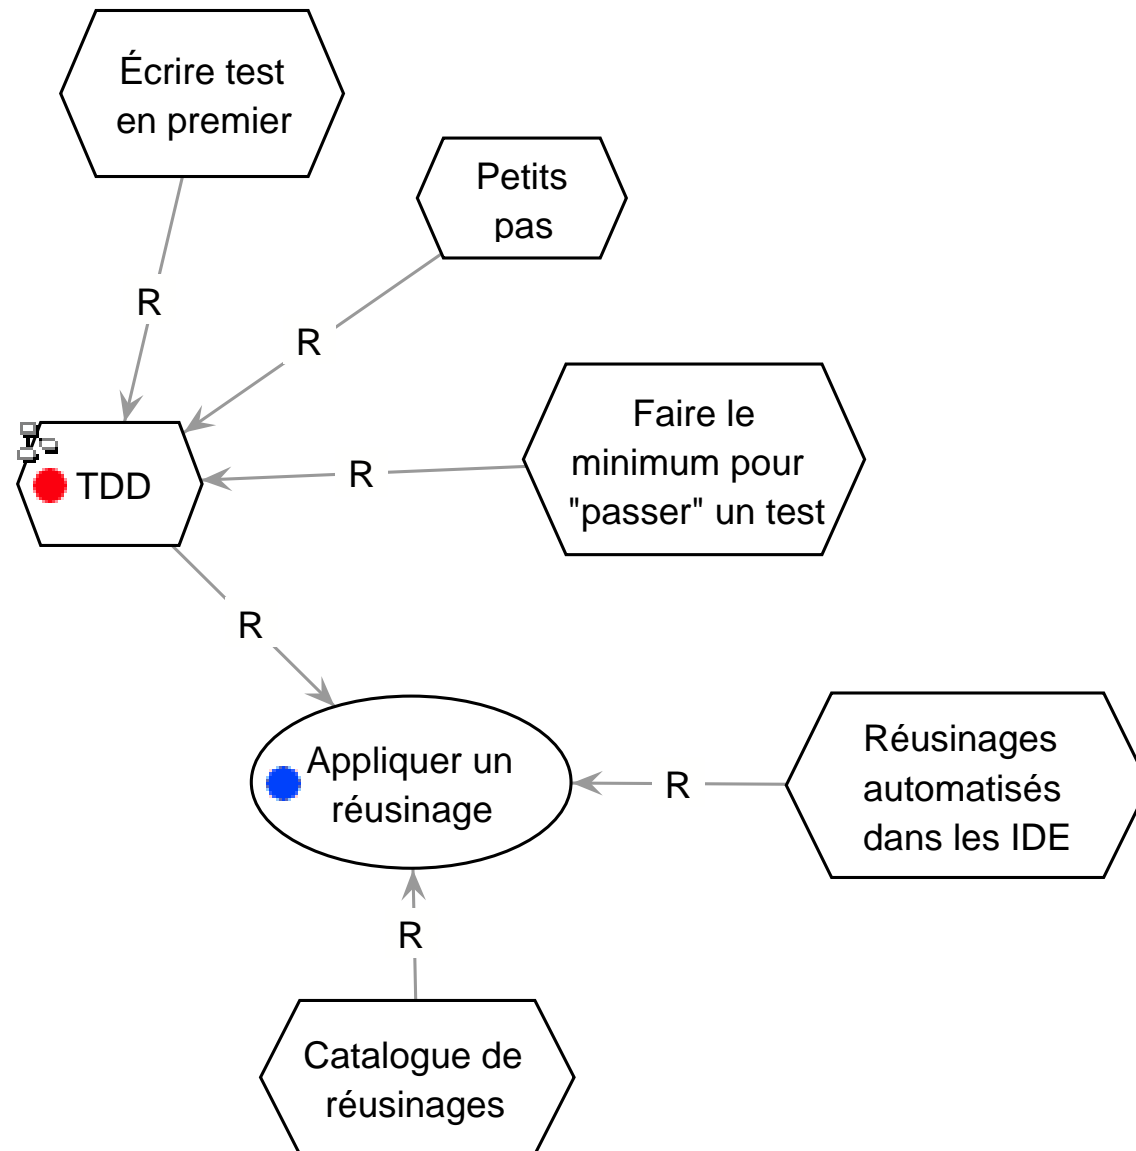 Écrire test
en premier
Petits
pas
R
R
Faire le
minimum pour
"passer" un test
R
TDD
R
Appliquer un
réusinage
R
Réusinages
automatisés
dans les IDE
R
Catalogue de
réusinages